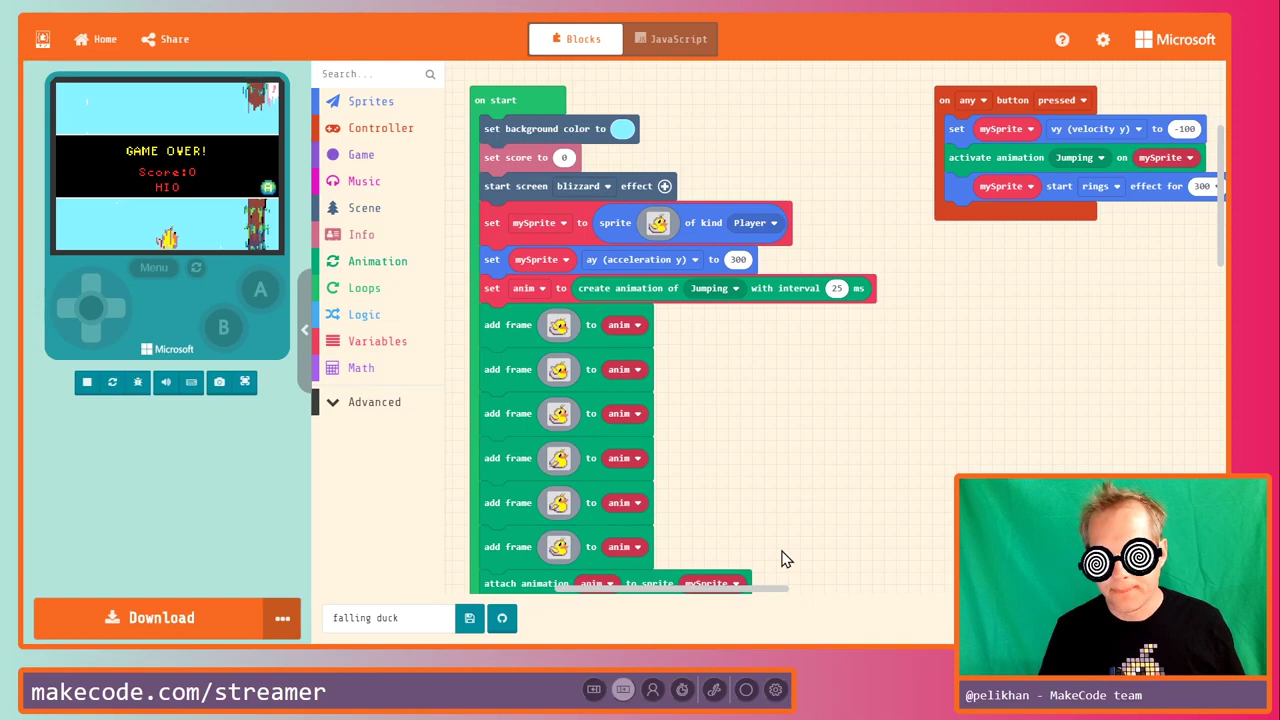 Home
Share
Blocks
JavaScript
Microsoft
GAME OVER!
Score:0
HI0
Menu
A
B
Microsoft
Download
Search...
Sprites
Controller
Game
Music
Scene
Info
Animation
Loops
Logic
Variables
Math
Advanced
on start
set background color to
set score to 0
start screen blizzard effect
set mySprite to sprite of kind Player
set mySprite ay (acceleration y) to 300
set anim to create animation of Jumping with interval 25 ms
add frame to anim
add frame to anim
add frame to anim
add frame to anim
add frame to anim
add frame to anim
attach animation anim to sprite mySprite
on any button pressed
set mySprite vy (velocity y) to -100
activate animation Jumping on mySprite
mySprite start rings effect for 300
falling duck
makecode.com/streamer
@pelikhan - MakeCode team